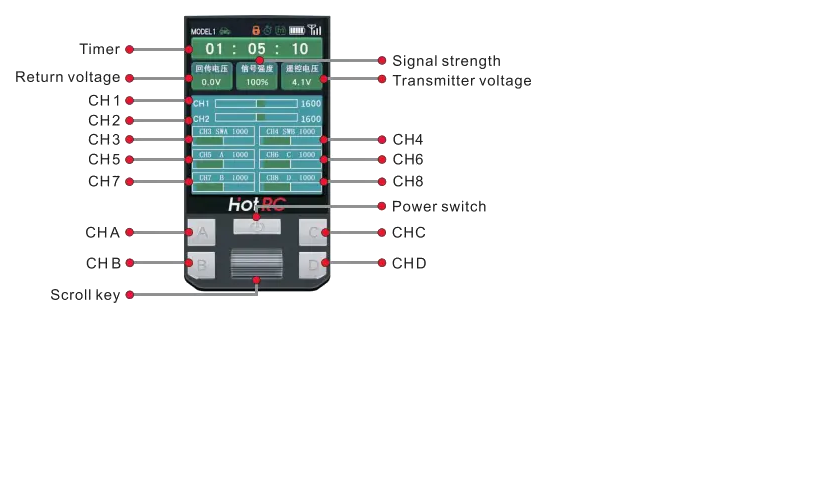 MODEL1
Timer
01 : 05 : 10
Signal strength
Return voltage
回传电压 信号强度 遥控电压
0.0V 100% 4.1V
Transmitter voltage
CH1
CH1 1600
CH2
CH2 1600
CH3
CH3 SWA 1000 CH4 SWB 1000
CH4
CH5
CH5 A 1000 CH6 C 1000
CH6
CH7
CH7 B 1000 CH8 D 1000
CH8
HotRC
Power switch
CHA
A C
CHC
CHB
B D
CHD
Scroll key